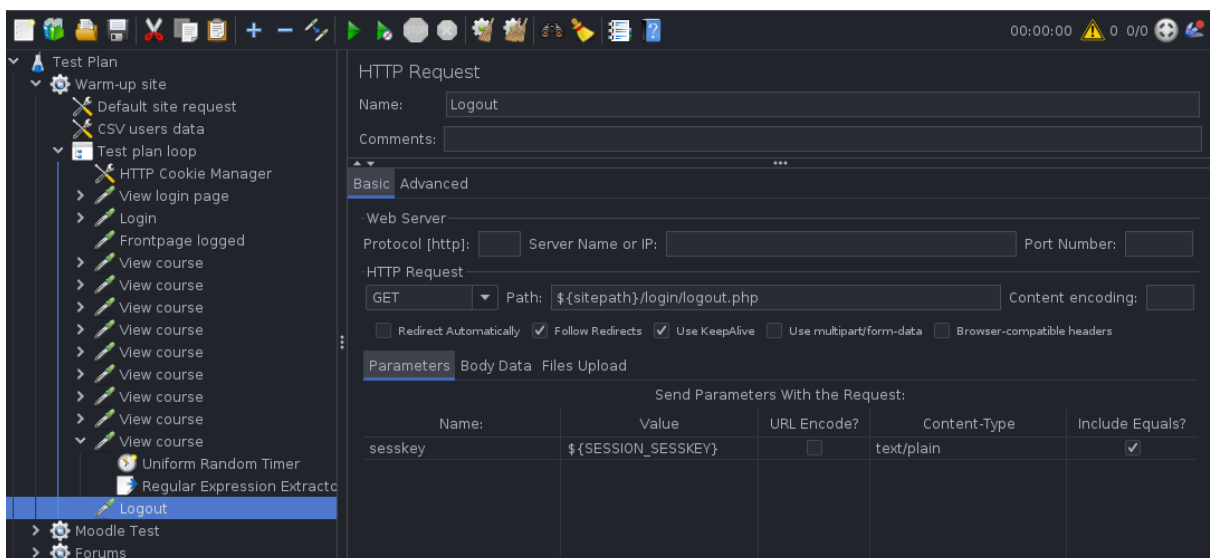 00:00:00 0 0/0
Test Plan
Warm-up site
Default site request
CSV users data
Test plan loop
HTTP Cookie Manager
View login page
Login
Frontpage logged
View course
View course
View course
View course
View course
View course
View course
View course
View course
Uniform Random Timer
Regular Expression Extracto
Logout
Moodle Test
Forums
HTTP Request
Name: Logout
Comments:
Basic Advanced
Web Server
Protocol [http]: Server Name or IP: Port Number:
HTTP Request
GET Path: ${sitepath}/login/logout.php Content encoding:
Redirect Automatically Follow Redirects Use KeepAlive Use multipart/form-data Browser-compatible headers
Parameters Body Data Files Upload
Send Parameters With the Request:
Name: Value URL Encode? Content-Type Include Equals?
sesskey ${SESSION_SESSKEY} text/plain